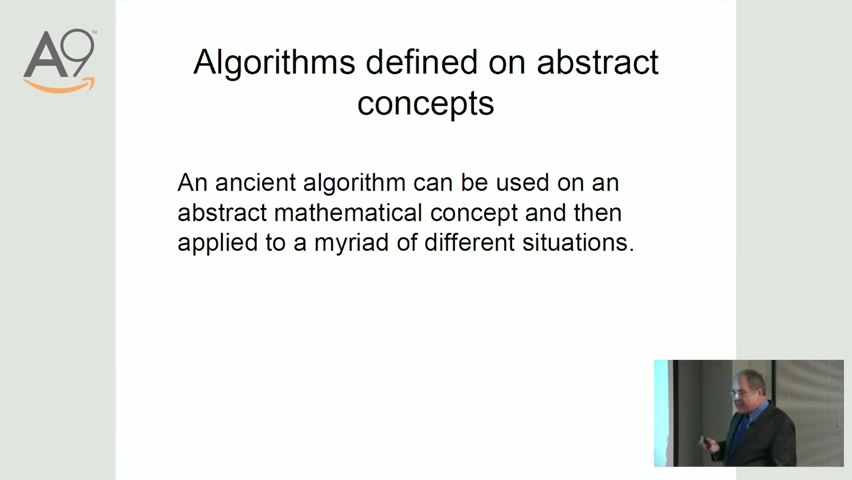 A9™
Algorithms defined on abstract
concepts
An ancient algorithm can be used on an
abstract mathematical concept and then
applied to a myriad of different situations.